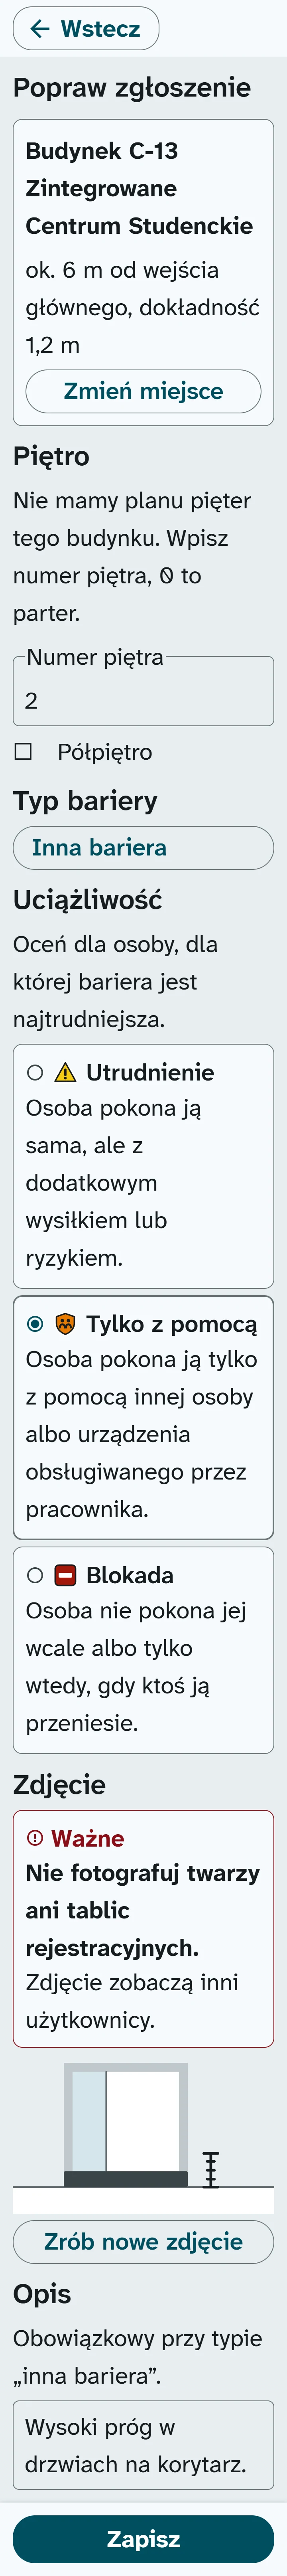 Wstecz
Popraw zgłoszenie
Budynek C-13
Zintegrowane
Centrum Studenckie
ok. 6 m od wejścia
głównego, dokładność
1,2 m
Zmień miejsce
Piętro
Nie mamy planu pięter
tego budynku. Wpisz
numer piętra, 0 to
parter.
Numer piętra
2
Półpiętro
Typ bariery
Inna bariera
Uciążliwość
Oceń dla osoby, dla
której bariera jest
najtrudniejsza.
Utrudnienie
Osoba pokona ją
sama, ale z
dodatkowym
wysiłkiem lub
ryzykiem.
Tylko z pomocą
Osoba pokona ją tylko
z pomocą innej osoby
albo urządzenia
obsługiwanego przez
pracownika.
Blokada
Osoba nie pokona jej
wcale albo tylko
wtedy, gdy ktoś ją
przeniesie.
Zdjęcie
Ważne
Nie fotografuj twarzy
ani tablic
rejestracyjnych.
Zdjęcie zobaczą inni
użytkownicy.
Zrób nowe zdjęcie
Opis
Obowiązkowy przy typie
„inna bariera”.
Wysoki próg w
drzwiach na korytarz.
Zapisz